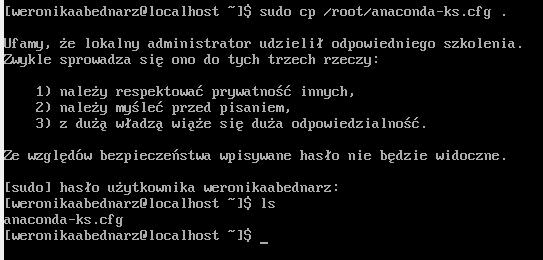 [weronikaabednarz@localhost ~]$ sudo cp /root/anaconda-ks.cfg .
Ufamy, że lokalny administrator udzielił odpowiedniego szkolenia.
Zwykle sprowadza się ono do tych trzech rzeczy:
1) należy respektować prywatność innych,
2) należy myśleć przed pisaniem,
3) z dużą władzą wiąże się duża odpowiedzialność.
Ze względów bezpieczeństwa wpisywane hasło nie będzie widoczne.
[sudo] hasło użytkownika weronikaabednarz:
[weronikaabednarz@localhost ~]$ ls
anaconda-ks.cfg
[weronikaabednarz@localhost ~]$ _